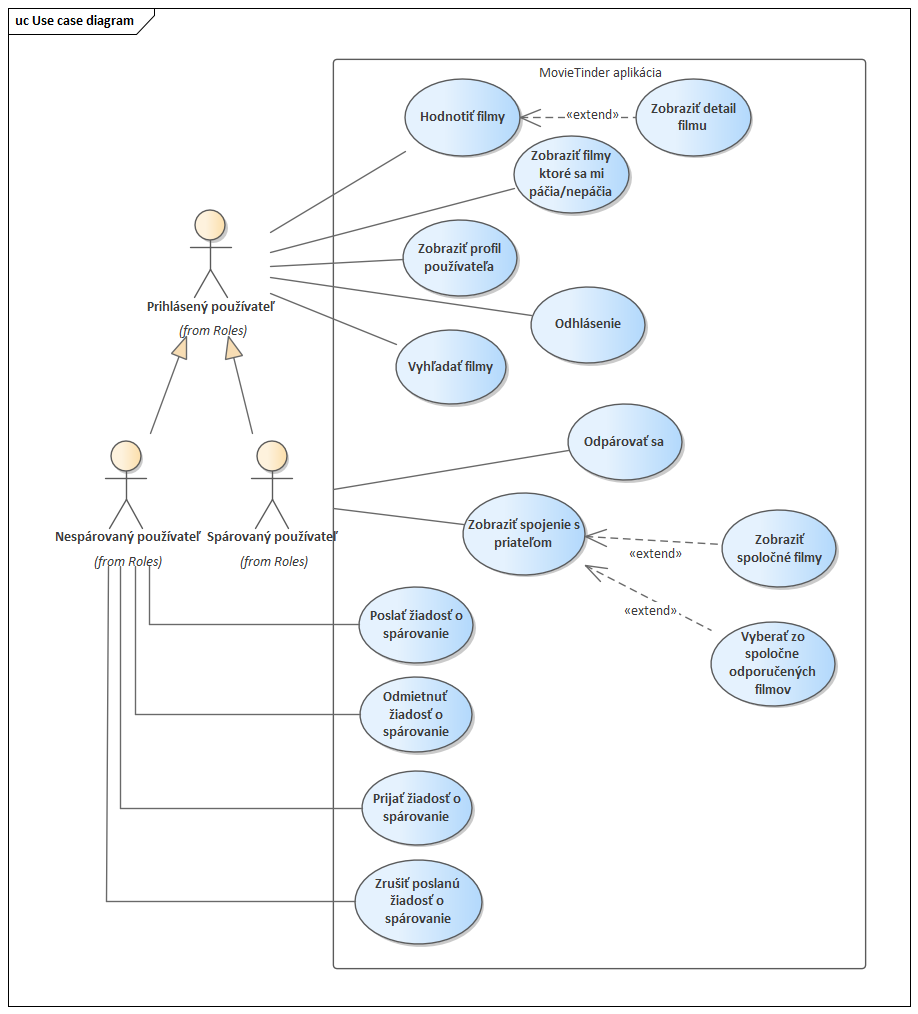 uc Use case diagram
MovieTinder aplikácia
Hodnotiť filmy
«extend»
Zobraziť detail
filmu
Zobraziť filmy
ktoré sa mi
páčia/nepáčia
Zobraziť profil
používateľa
Prihlásený používateľ
(from Roles)
Odhlásenie
Vyhľadať filmy
Odpárovať sa
Nespárovaný používateľ
(from Roles)
Spárovaný používateľ
(from Roles)
Zobraziť spojenie s
priateľom
«extend»
Zobraziť
spoločné filmy
«extend»
Vyberať zo
spoločne
odporučených
filmov
Poslať žiadosť o
spárovanie
Odmietnuť
žiadosť o
spárovanie
Prijať žiadosť o
spárovanie
Zrušiť poslanú
žiadosť o
spárovanie